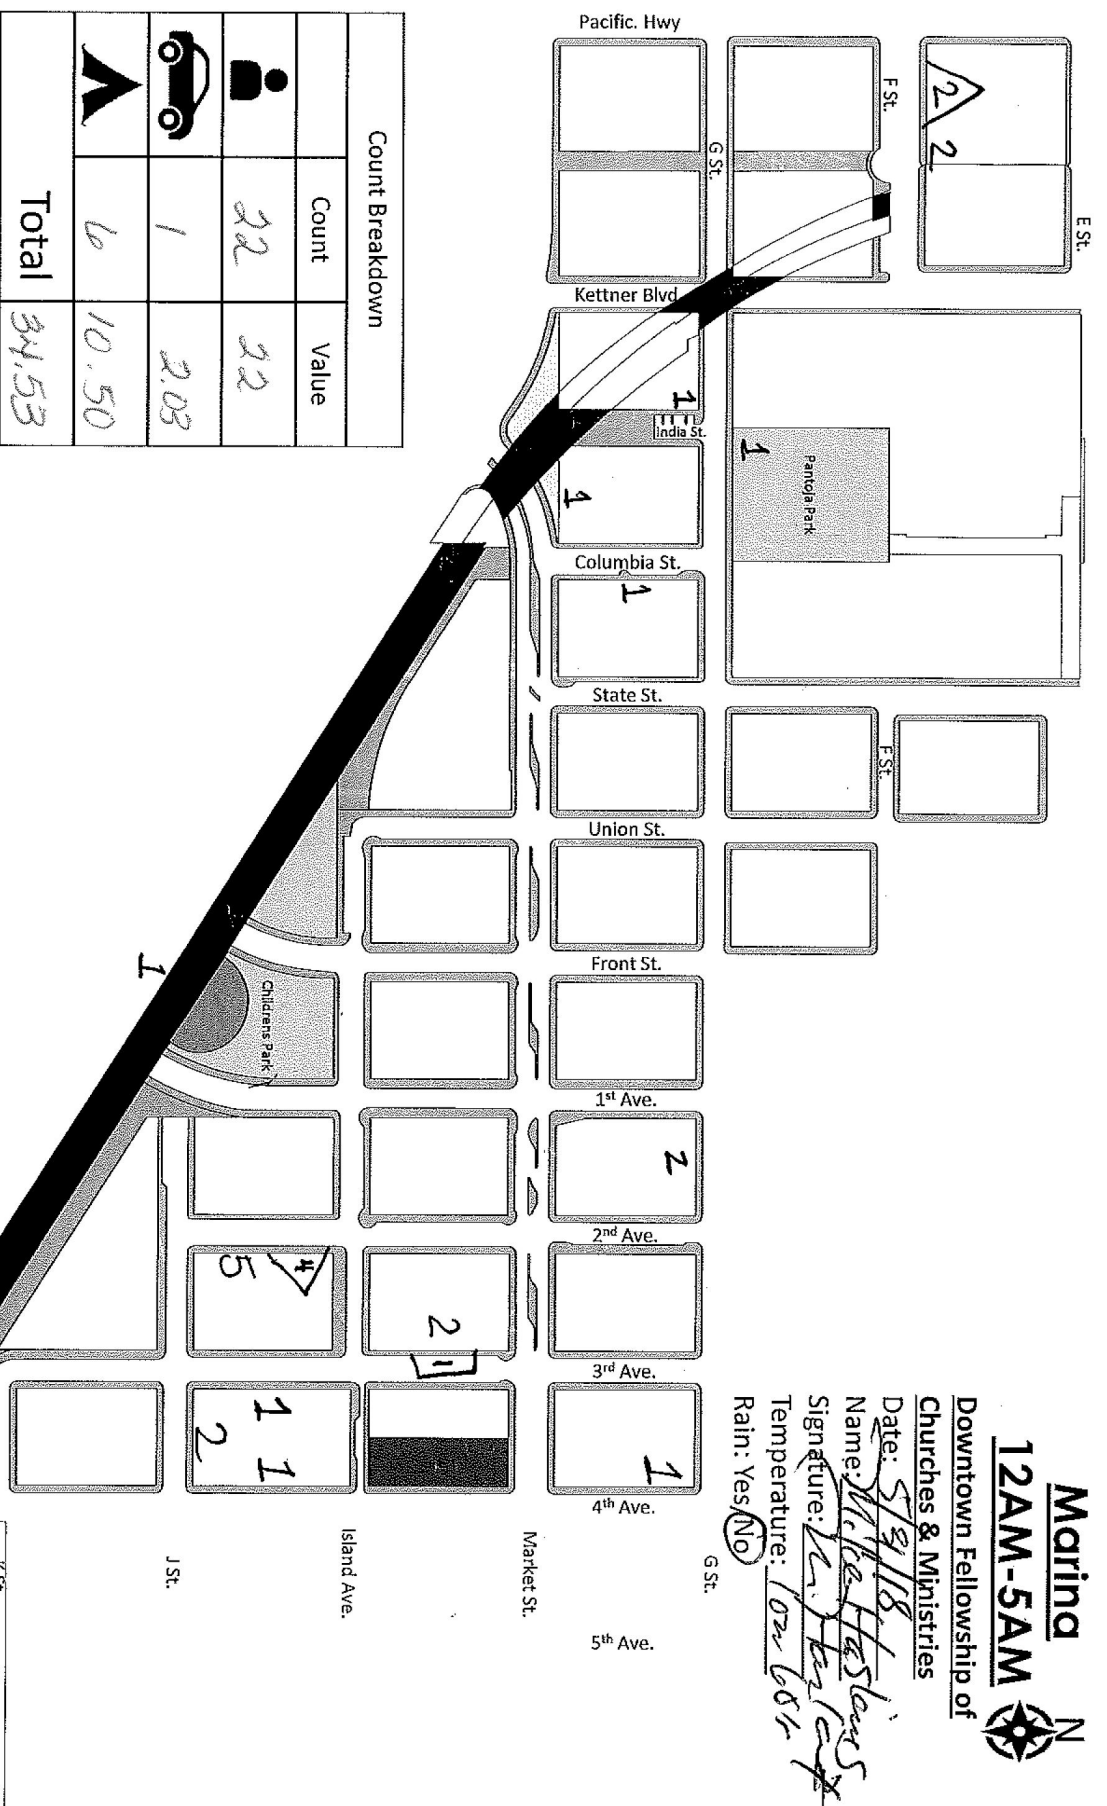 Marina
12AM-5AM
N
Downtown Fellowship of
Churches & Ministries
Date:
Name:
Signature:
Temperature: low 60s
Rain: Yes/No
E St.
F St.
G St.
2
2
Pacific. Hwy
Kettner Blvd
1
India St.
1
Pantoja Park
1
Columbia St.
1
State St.
F St.
Union St.
Front St.
Childrens Park
1
1st Ave.
2
2nd Ave.
4
5
2
1
3rd Ave.
1
1
1
2
4th Ave.
5th Ave.
G St.
Market St.
Island Ave.
J St.
Count Breakdown
Count Value
22 22
1 2.03
6 10.50
Total 34.53